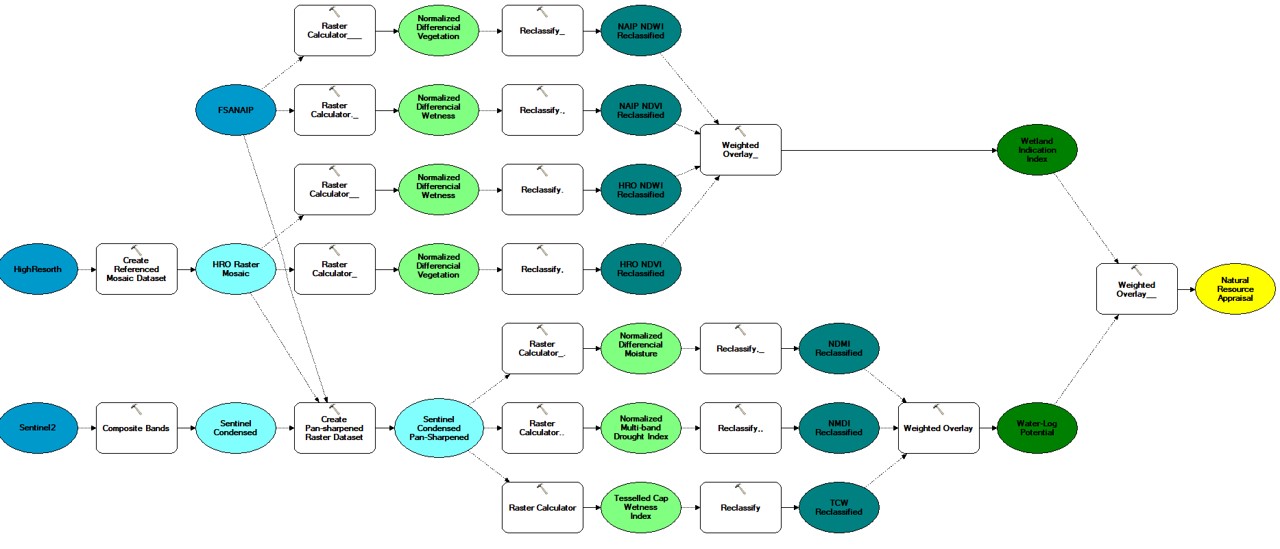 Raster
Calculator___
Normalized
Differencial
Vegetation
Reclassify_
NAIP NDWI
Reclassified
FSANAIP
Raster
Calculator._
Normalized
Differencial
Wetness
Reclassify.,
NAIP NDVI
Reclassified
Weighted
Overlay_
Wetland
Indication
Index
Raster
Calculator__
Normalized
Differencial
Wetness
Reclassify.
HRO NDWI
Reclassified
HighResorth
Create
Referenced
Mosaic Dataset
HRO Raster
Mosaic
Raster
Calculator_
Normalized
Differencial
Vegetation
Reclassify,
HRO NDVI
Reclassified
Weighted
Overlay__
Natural
Resource
Appraisal
Raster
Calculator_.
Normalized
Differencial
Moisture
Reclassify._
NDMI
Reclassified
Sentinel2
Composite Bands
Sentinel
Condensed
Create
Pan-sharpened
Raster Dataset
Sentinel
Condensed
Pan-Sharpened
Raster
Calculator..
Normalized
Multi-band
Drought Index
Reclassify,,
NMDI
Reclassified
Weighted Overlay
Water-Log
Potential
Raster Calculator
Tesselled Cap
Wetness
Index
Reclassify
TCW
Reclassified